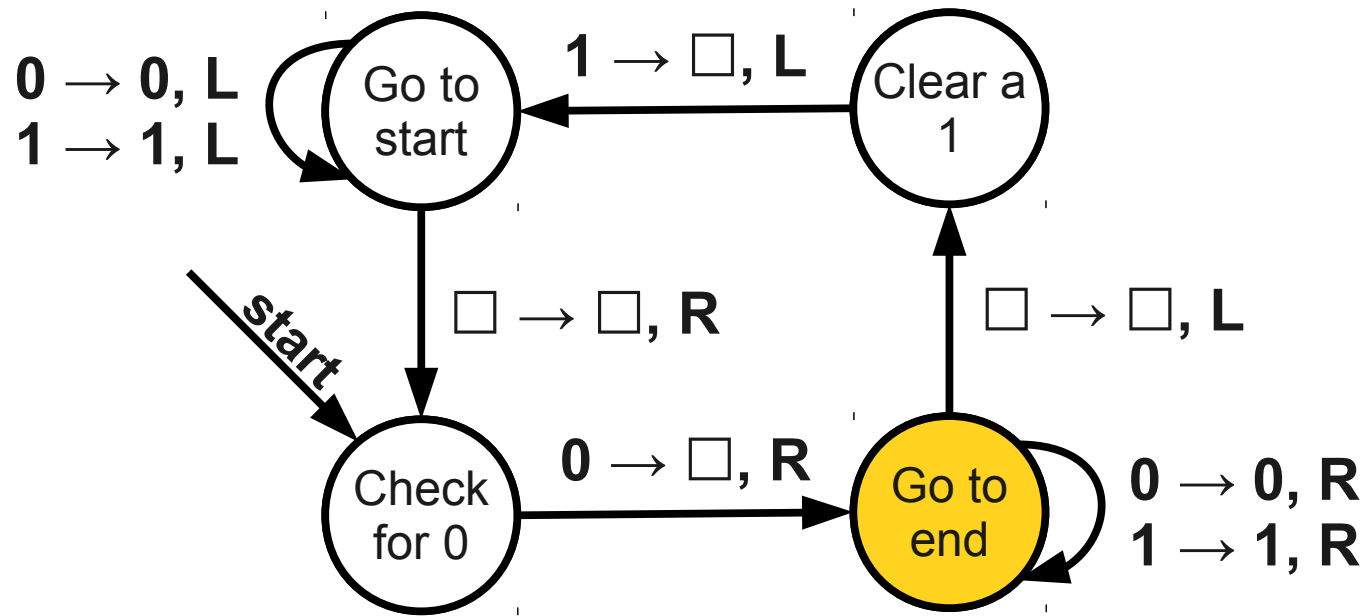 0 → 0, L
1 → 1, L
Go to
start
1 → □, L
Clear a
1
start
□ → □, R
□ → □, L
Check
for 0
0 → □, R
Go to
end
0 → 0, R
1 → 1, R